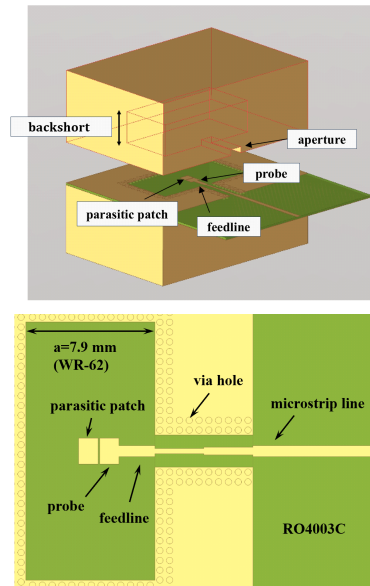 backshort
aperture
probe
parasitic patch
feedline
a=7.9 mm
(WR-62)
via hole
parasitic patch
microstrip line
probe
feedline
RO4003C